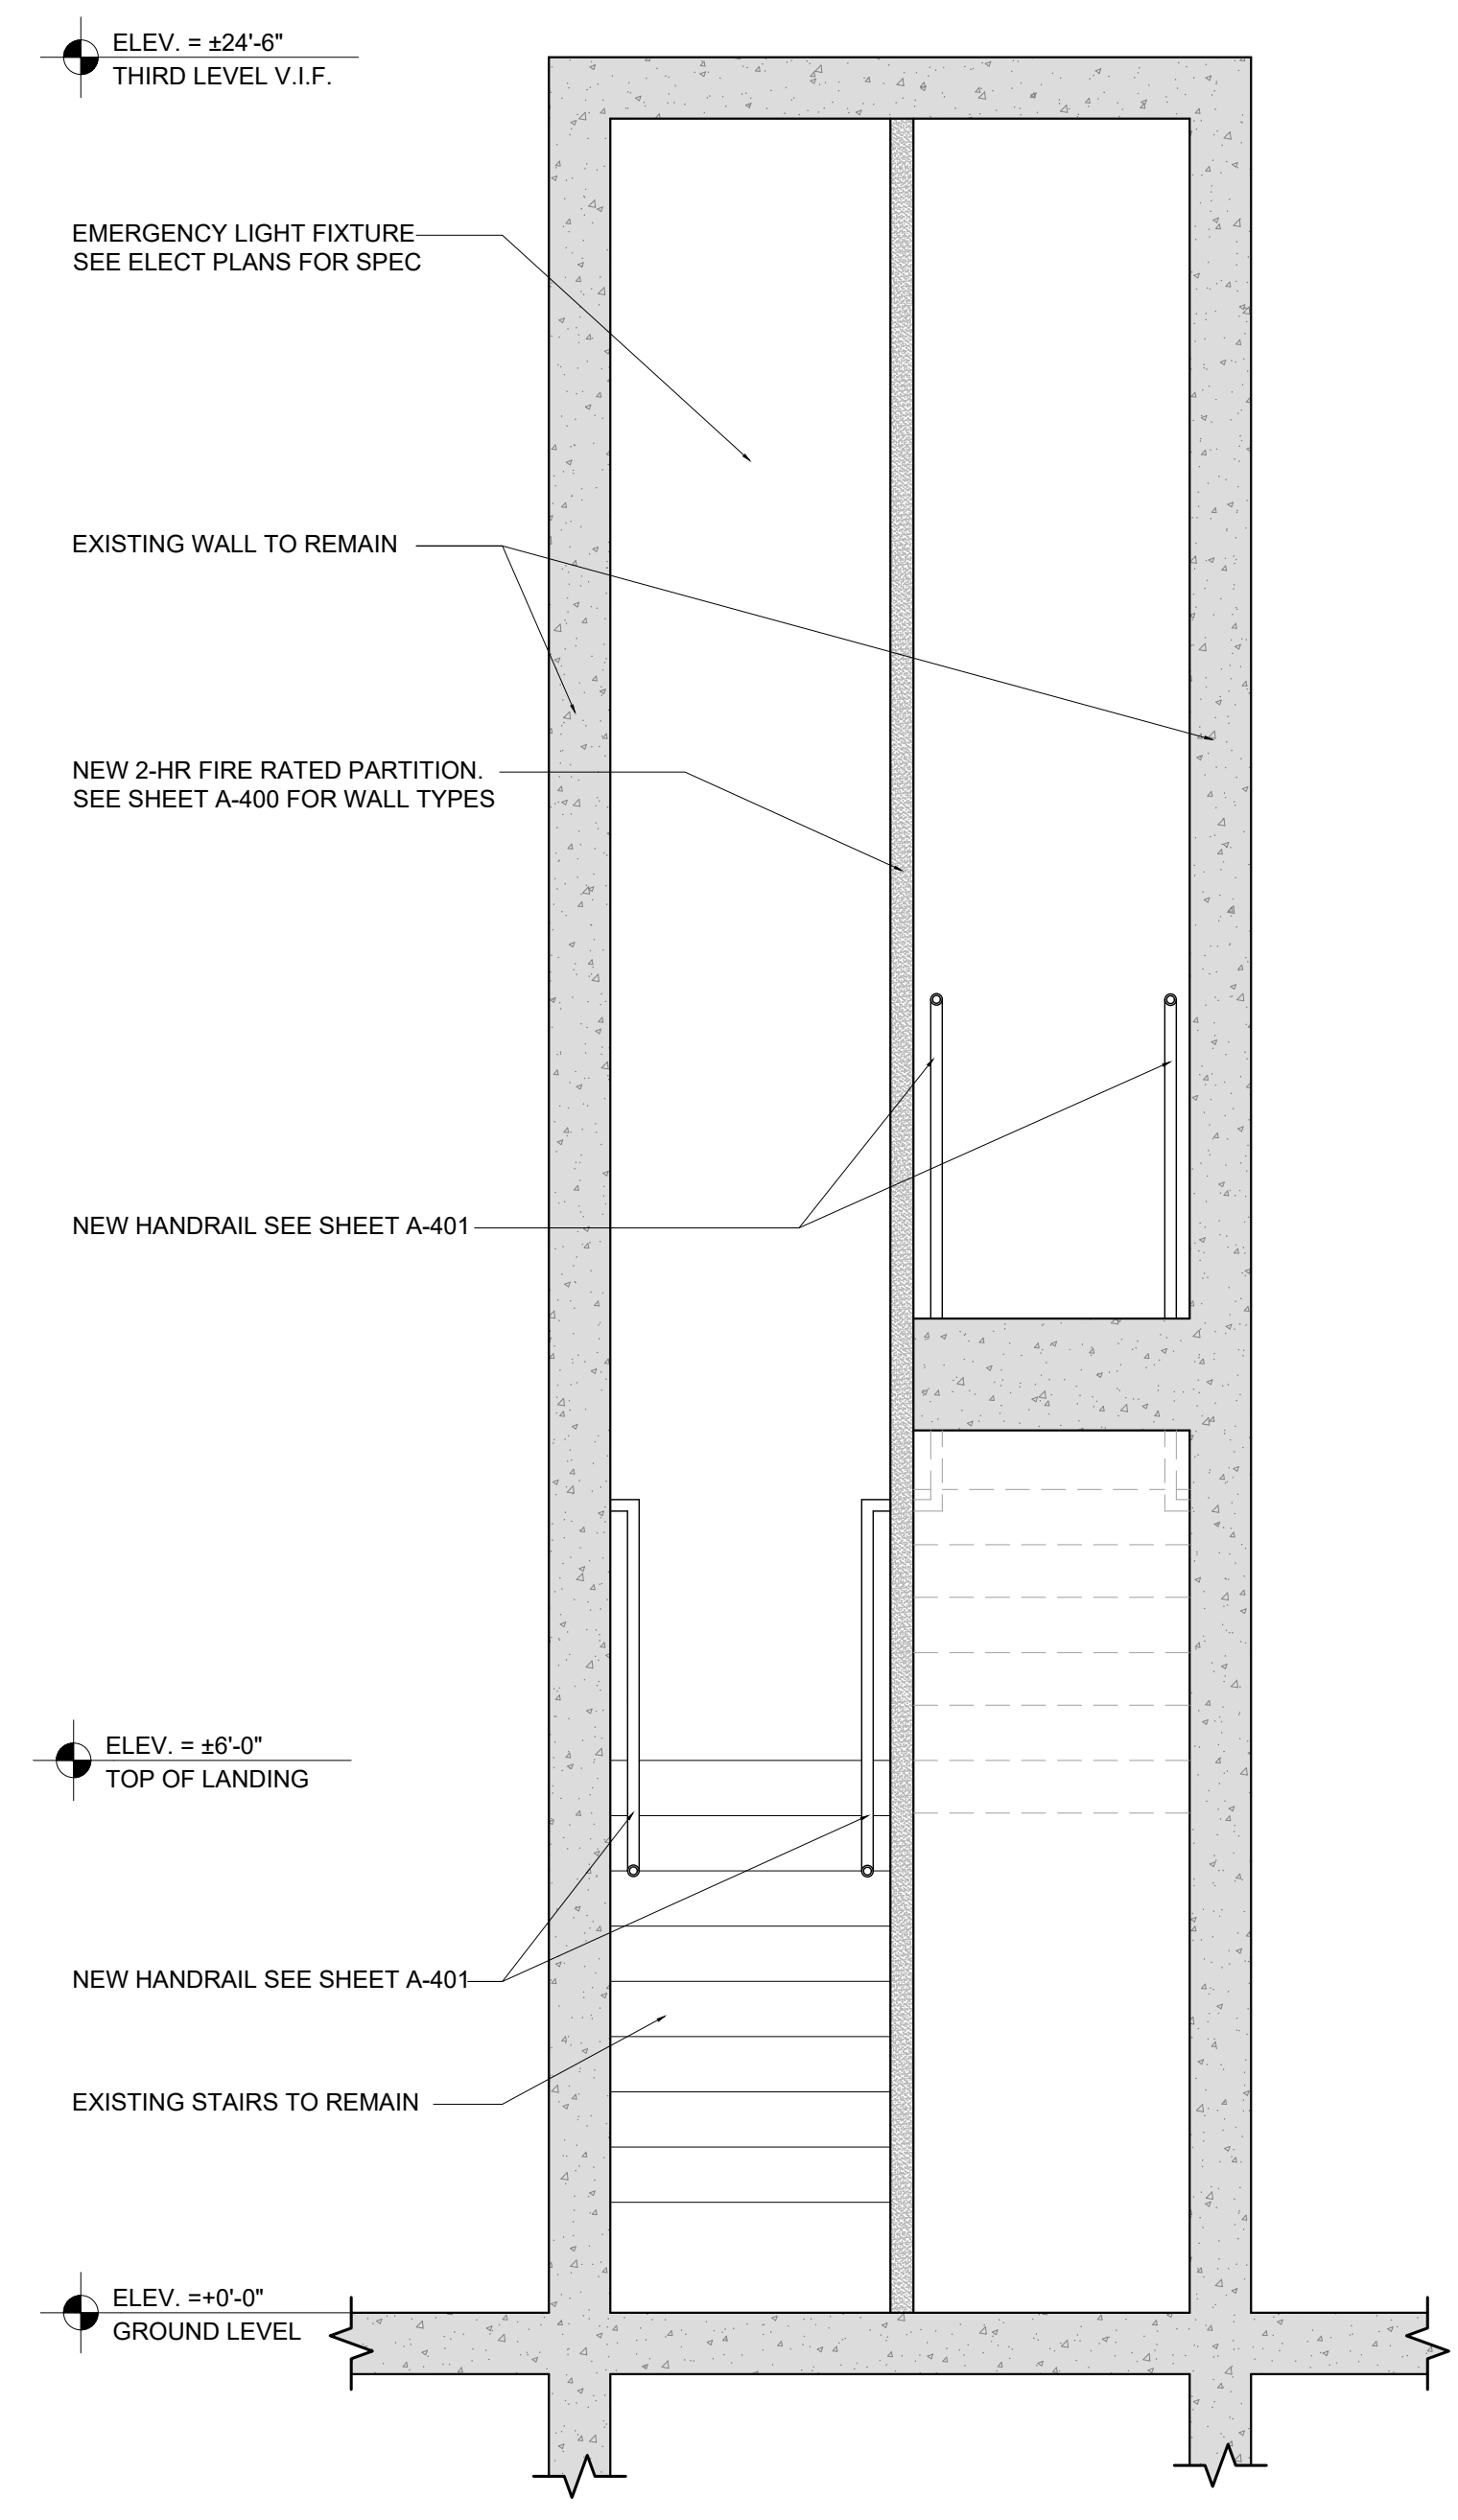 ELEV. = ±24'-6"
THIRD LEVEL V.I.F.
EMERGENCY LIGHT FIXTURE
SEE ELECT PLANS FOR SPEC
EXISTING WALL TO REMAIN
NEW 2-HR FIRE RATED PARTITION.
SEE SHEET A-400 FOR WALL TYPES
NEW HANDRAIL SEE SHEET A-401
ELEV. = ±6'-0"
TOP OF LANDING
NEW HANDRAIL SEE SHEET A-401
EXISTING STAIRS TO REMAIN
ELEV. =+0'-0"
GROUND LEVEL